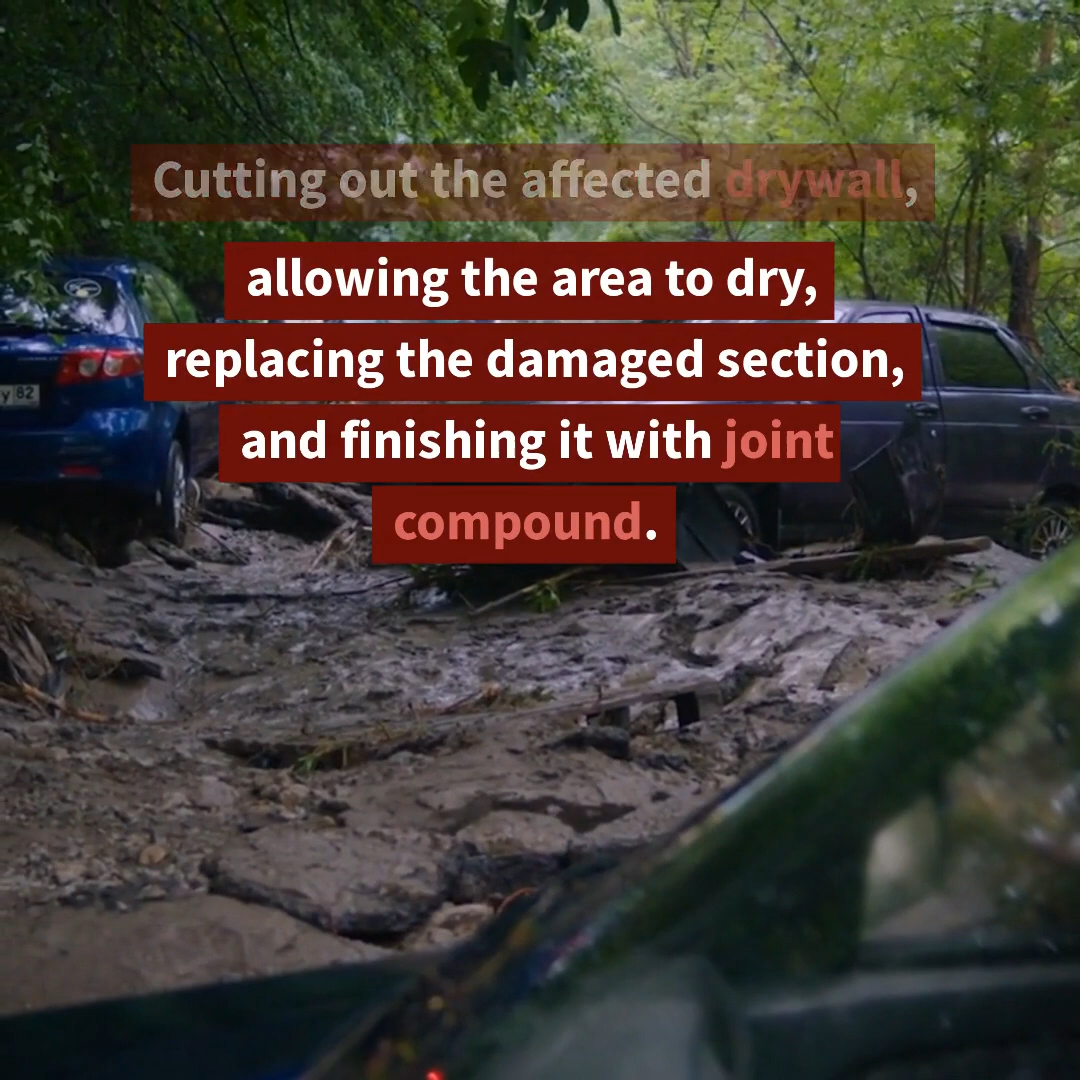 Cutting out the affected drywall,
allowing the area to dry,
replacing the damaged section,
and finishing it with joint
compound.
82